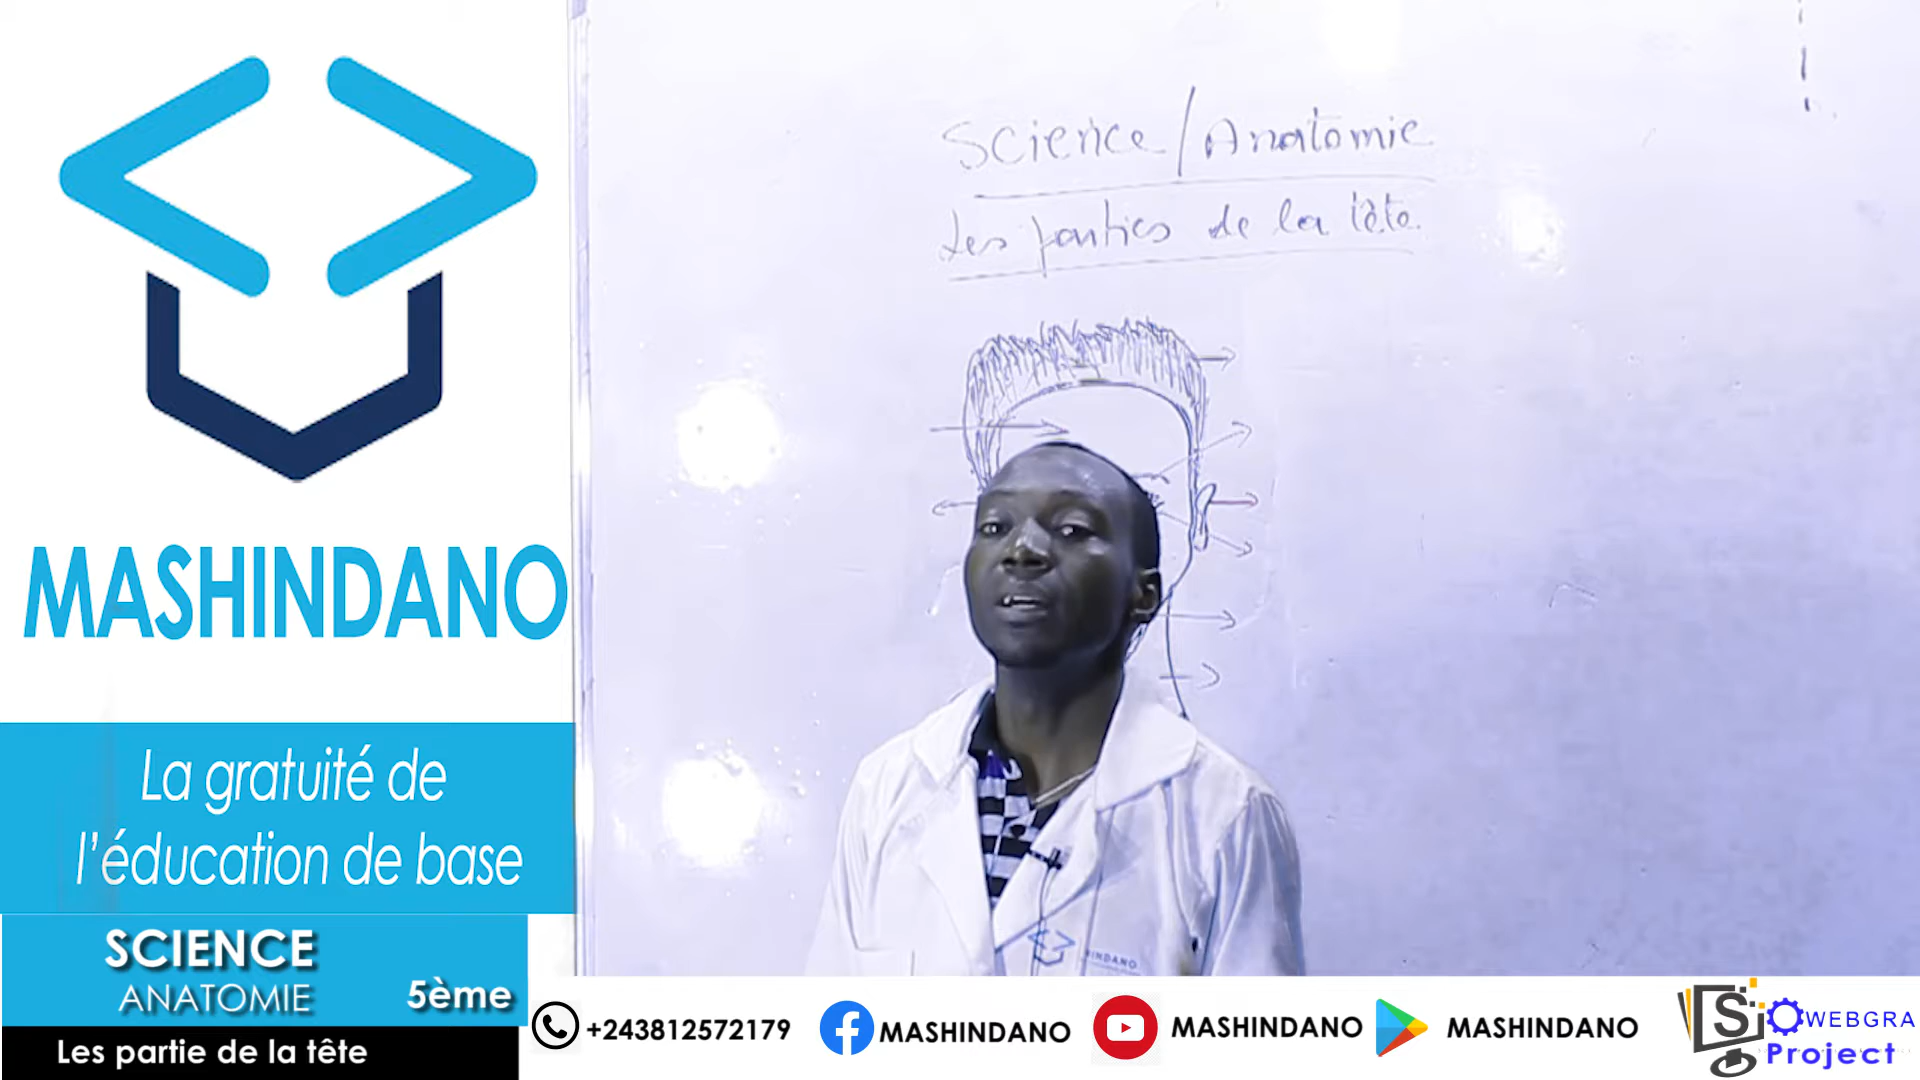 MASHINDANO
La gratuité de
l'éducation de base
SCIENCE
ANATOMIE
5ème
Les partie de la tête
Science/Anatomie
Les parties de la tête.
INDANO
+243812572179
MASHINDANO
MASHINDANO
MASHINDANO
S
WEBGRA
Project